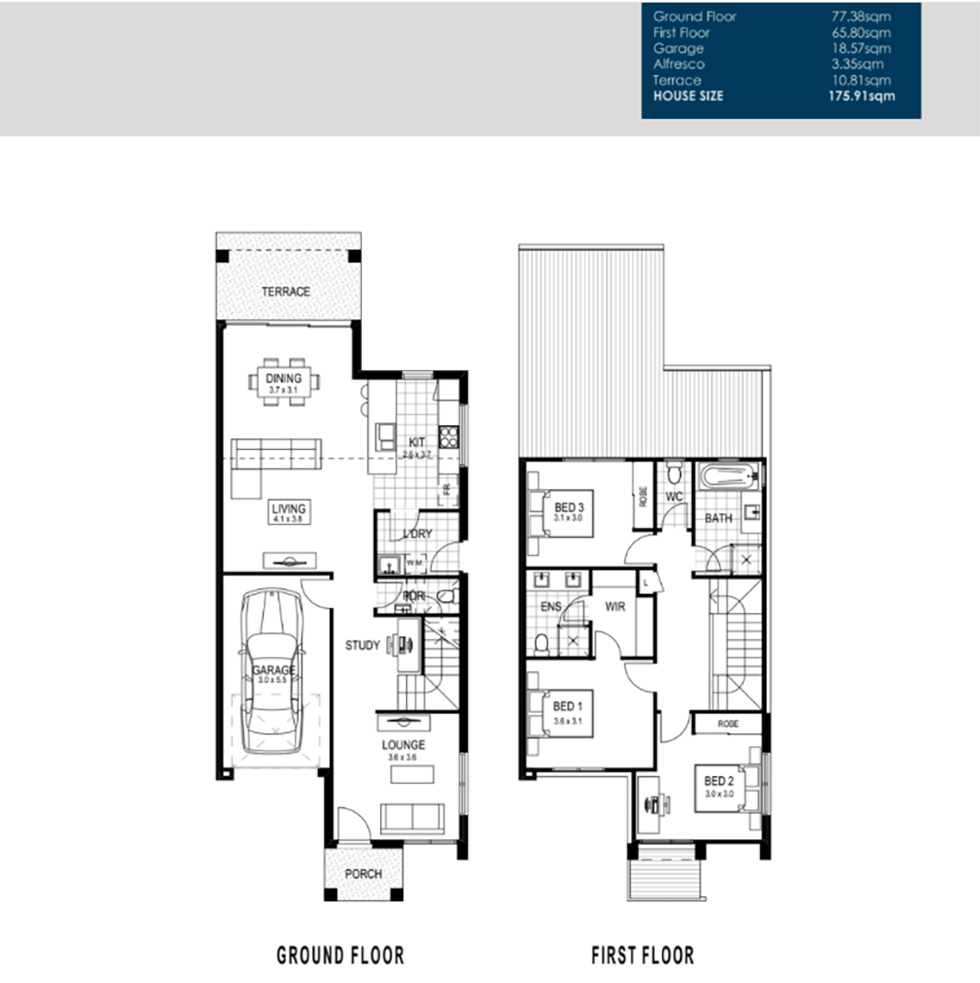 Ground Floor 77.38sqm
First Floor 65.80sqm
Garage 18.57sqm
Alfresco 3.35sqm
Terrace 10.81sqm
HOUSE SIZE 175.91sqm
TERRACE
DINING
3.7 x 3.1
KIT
2.6 x 3.7
FR
LIVING
4.1 x 3.8
L'DRY
W.M.
PDR
STUDY
GARAGE
3.0 x 5.5
LOUNGE
3.6 x 3.6
PORCH
GROUND FLOOR
BED 3
3.1 x 3.0
ROBE
WC
BATH
L
ENS
WIR
BED 1
3.6 x 3.1
ROBE
BED 2
3.0 x 3.0
FIRST FLOOR